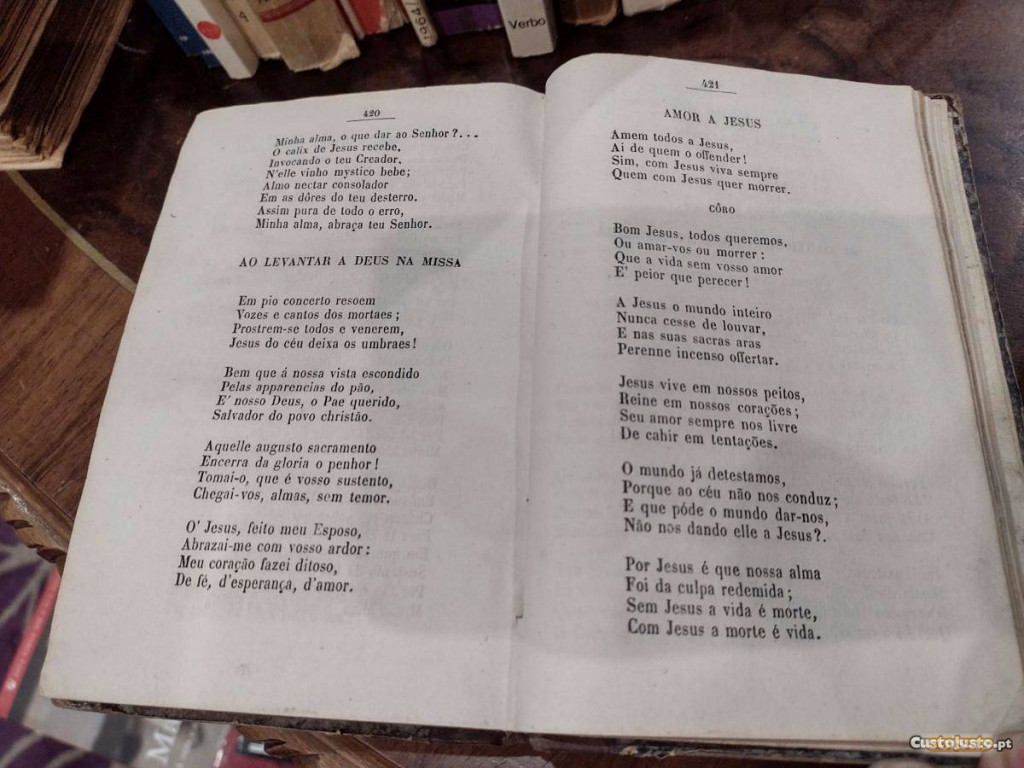 4
1964/
Verbo
420
Minha alma, o que dar ao Senhor?...
O calix de Jesus recebe,
Invocando o teu Creador,
N'elle vinho mystico bebe;
Almo nectar consolador
Em as dôres do teu desterro.
Assim pura de todo o erro,
Minha alma, abraça teu Senhor.
AO LEVANTAR A DEUS NA MISSA
Em pio concerto resoem
Vozes e cantos dos mortaes;
Prostrem-se todos e venerem,
Jesus do céu deixa os umbraes!
Bem que á nossa vista escondido
Pelas apparencias do pão,
E' nosso Deus, o Pae querido,
Salvador do povo christão.
Aquelle augusto sacramento
Encerra da gloria o penhor!
Tomai-o, que é vosso sustento,
Chegai-vos, almas, sem temor.
O' Jesus, feito meu Esposo,
Abrazai-me com vosso ardor:
Meu coração fazei ditoso,
De fé, d'esperança, d'amor.
421
AMOR A JESUS
Amem todos a Jesus,
Ai de quem o offender!
Sim, com Jesus viva sempre
Quem com Jesus quer morrer.
CÔRO
Bom Jesus, todos queremos,
Ou amar-vos ou morrer:
Que a vida sem vosso amor
E' peior que perecer!
A Jesus o mundo inteiro
Nunca cesse de louvar,
E nas suas sacras aras
Perenne incenso offertar.
Jesus vive em nossos peitos,
Reine em nossos corações;
Seu amor sempre nos livre
De cahir em tentações.
O mundo já detestamos,
Porque ao céu não nos conduz;
E que póde o mundo dar-nos,
Não nos dando elle a Jesus?.
Por Jesus é que nossa alma
Foi da culpa redemida;
Sem Jesus a vida é morte,
Com Jesus a morte é vida.
CustoJusto.pt